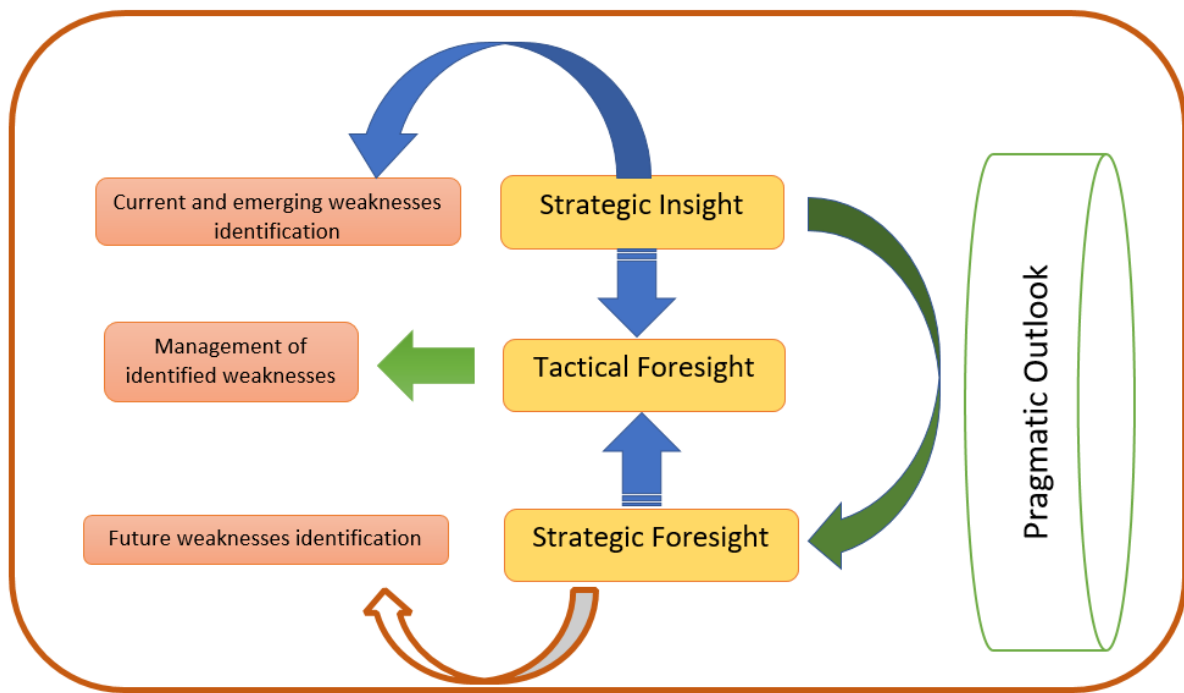 Current and emerging weaknesses
identification
Strategic Insight
Management of
identified weaknesses
Tactical Foresight
Future weaknesses identification
Strategic Foresight
Pragmatic Outlook